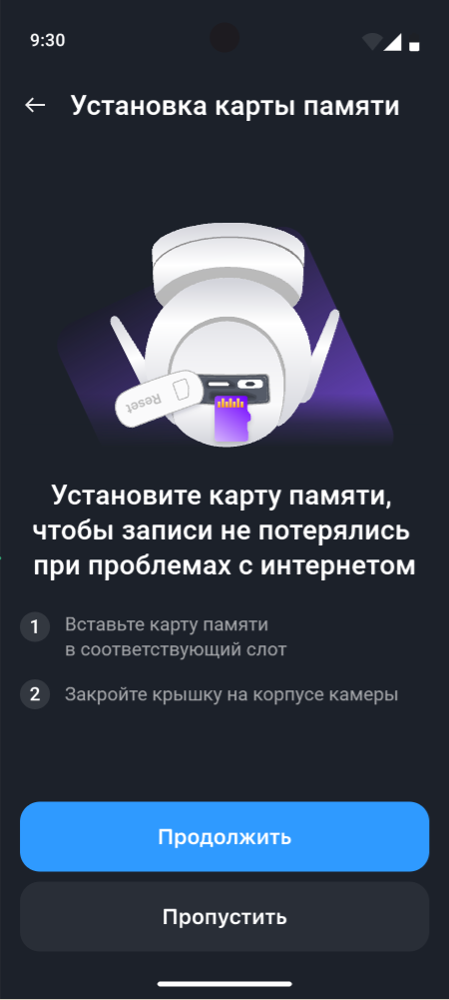 9:30
Установка карты памяти
Reset
Установите карту памяти,
чтобы записи не потерялись
при проблемах с интернетом
1 Вставьте карту памяти
в соответствующий слот
2 Закройте крышку на корпусе камеры
Продолжить
Пропустить